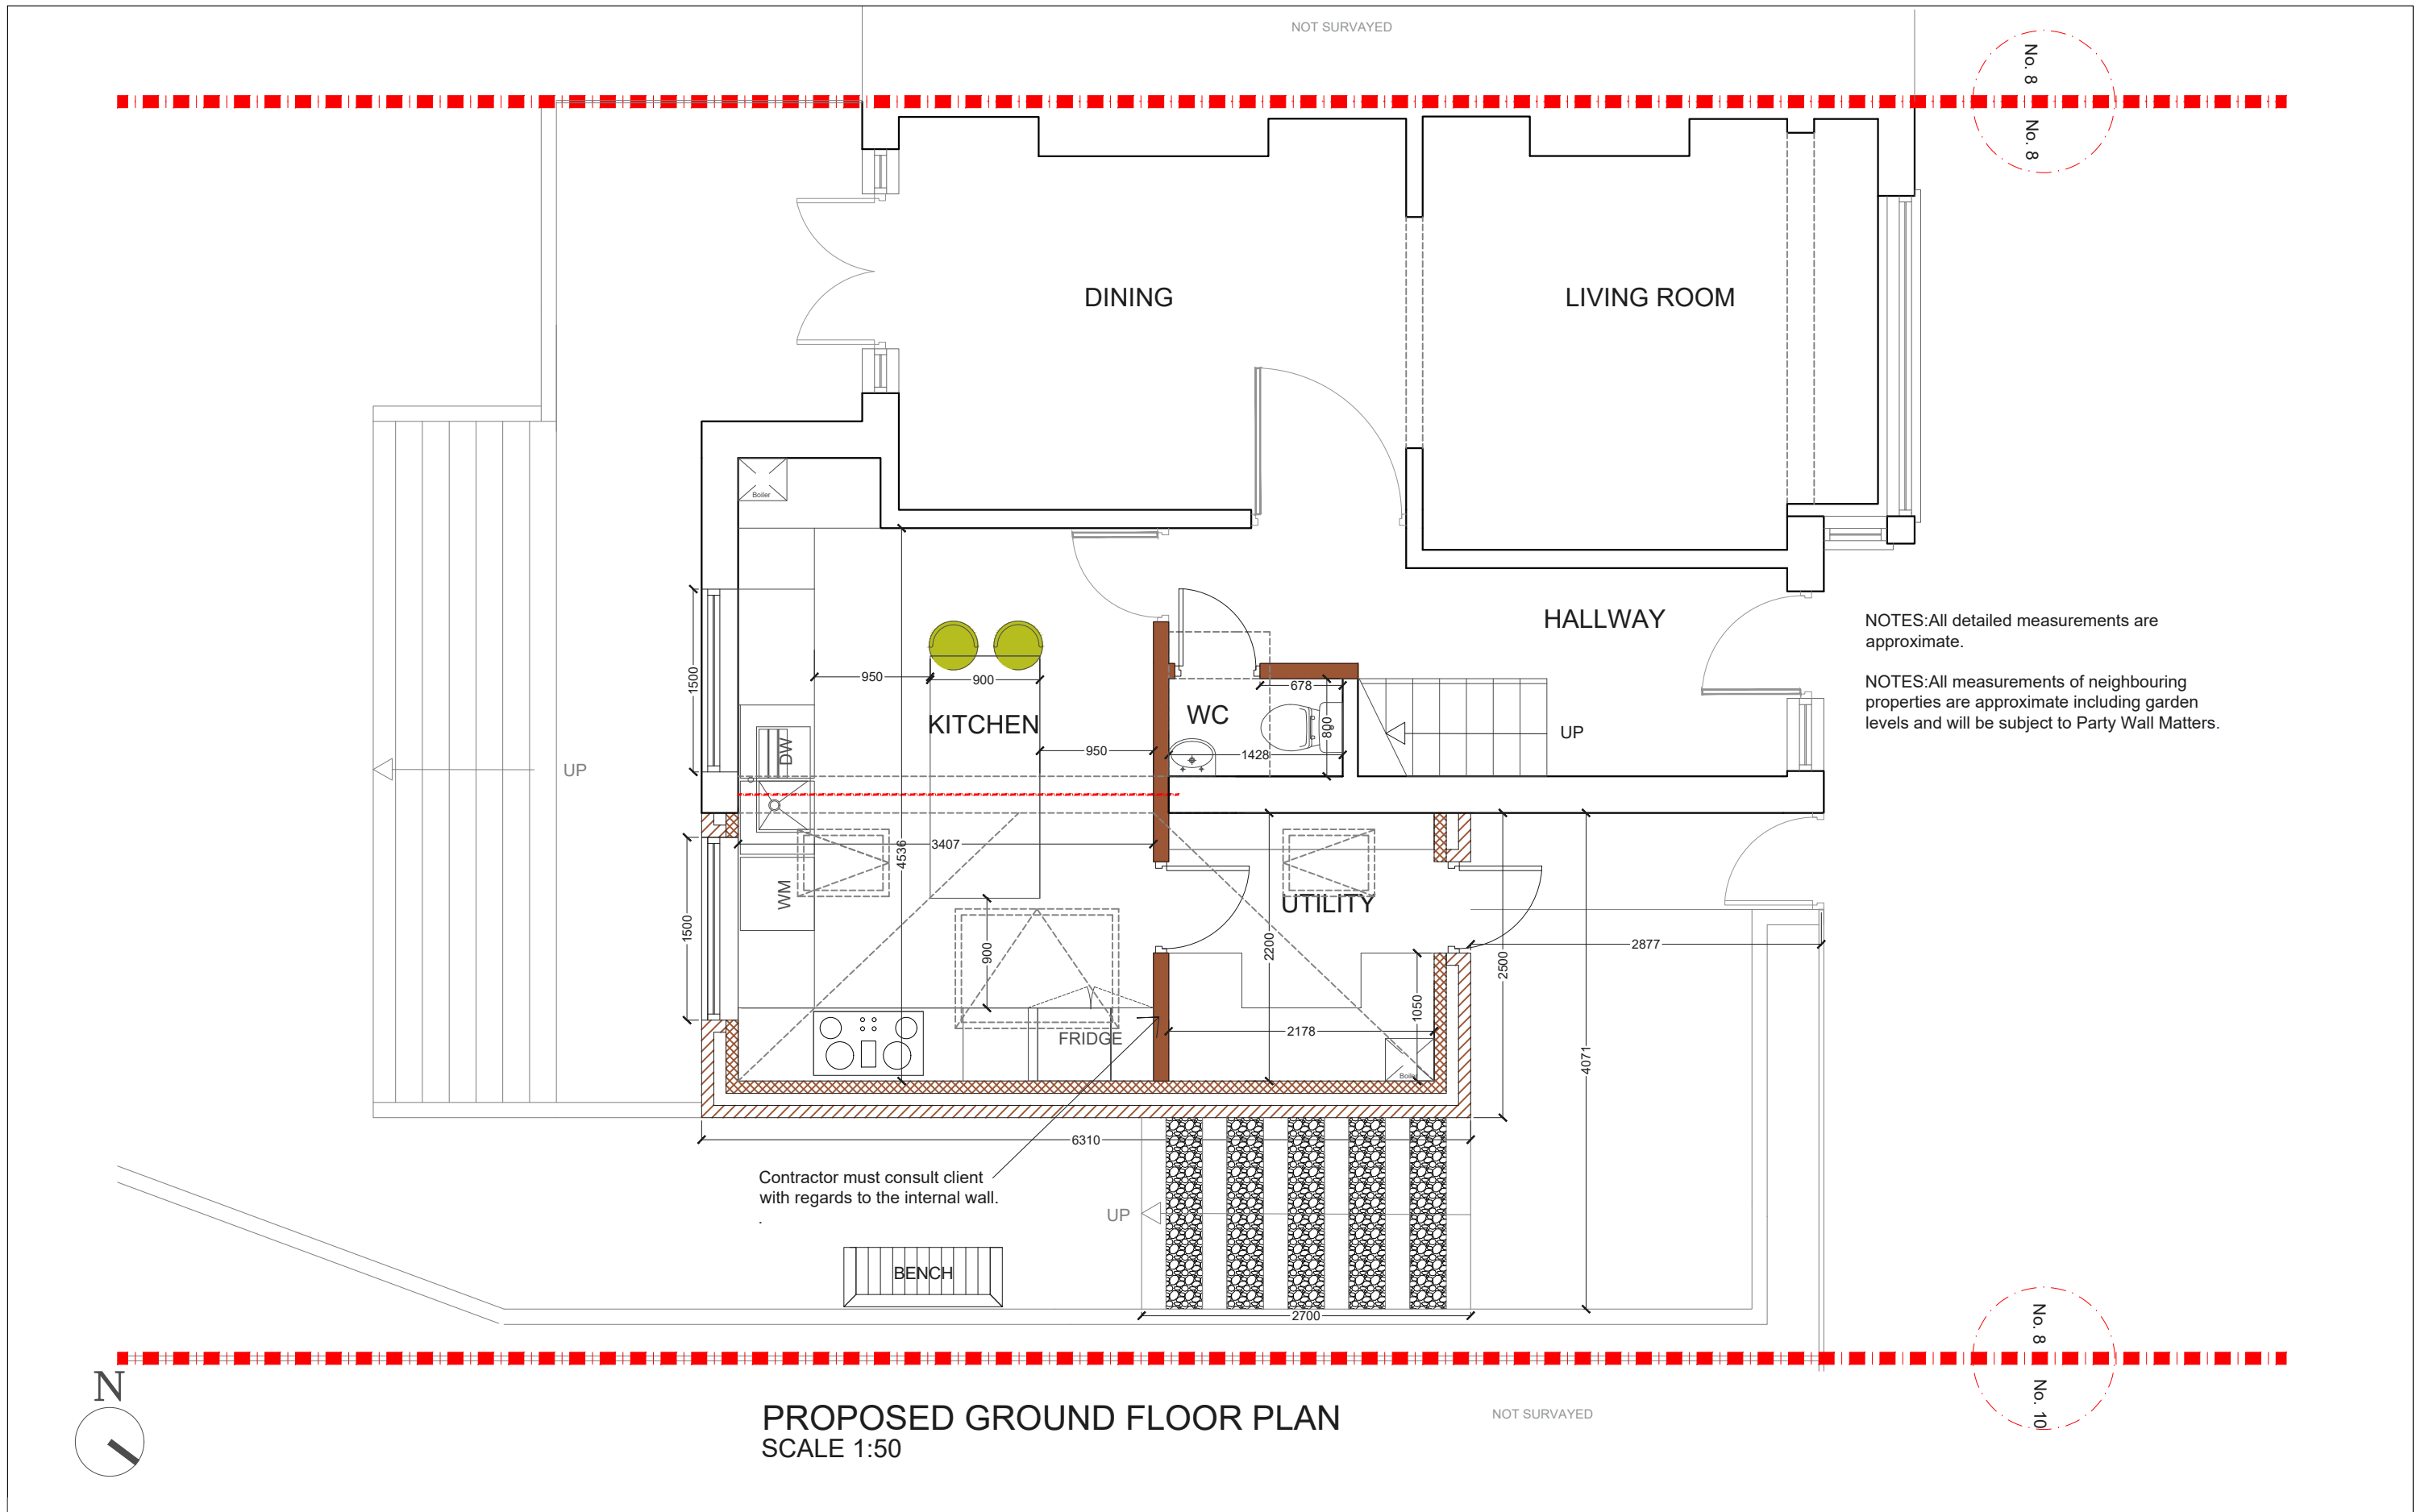 NOT SURVAYED
No. 8
No. 8
DINING
LIVING ROOM
Boiler
HALLWAY
NOTES:All detailed measurements are
approximate.
NOTES:All measurements of neighbouring
properties are approximate including garden
levels and will be subject to Party Wall Matters.
1500
950
900
678
WC
KITCHEN
800
UP
DW
950
1428
UP
3407
4536
WM
UTILITY
1500
900
2200
2500
2877
1050
FRIDGE
2178
4071
Boiler
6310
Contractor must consult client
with regards to the internal wall.
.
UP
BENCH
2700
No. 8
No. 10
N
PROPOSED GROUND FLOOR PLAN
SCALE 1:50
NOT SURVAYED